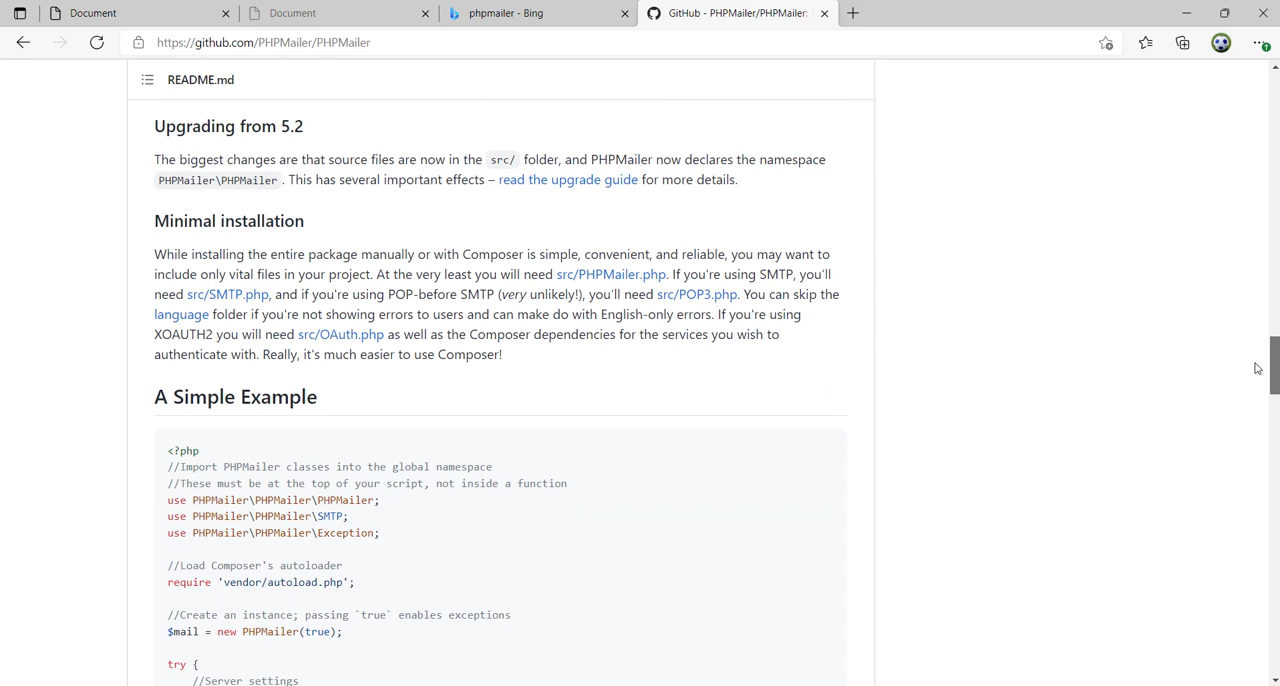 Document
Document
phpmailer - Bing
GitHub - PHPMailer/PHPMailer:
https://github.com/PHPMailer/PHPMailer
README.md
Upgrading from 5.2
The biggest changes are that source files are now in the src/ folder, and PHPMailer now declares the namespace
PHPMailer\PHPMailer . This has several important effects – read the upgrade guide for more details.
Minimal installation
While installing the entire package manually or with Composer is simple, convenient, and reliable, you may want to
include only vital files in your project. At the very least you will need src/PHPMailer.php. If you're using SMTP, you'll
need src/SMTP.php, and if you're using POP-before SMTP (very unlikely!), you'll need src/POP3.php. You can skip the
language folder if you're not showing errors to users and can make do with English-only errors. If you're using
XOAUTH2 you will need src/OAuth.php as well as the Composer dependencies for the services you wish to
authenticate with. Really, it's much easier to use Composer!
A Simple Example
<?php
//Import PHPMailer classes into the global namespace
//These must be at the top of your script, not inside a function
use PHPMailer\PHPMailer\PHPMailer;
use PHPMailer\PHPMailer\SMTP;
use PHPMailer\PHPMailer\Exception;
//Load Composer's autoloader
require 'vendor/autoload.php';
//Create an instance; passing `true` enables exceptions
$mail = new PHPMailer(true);
try {
//Server settings